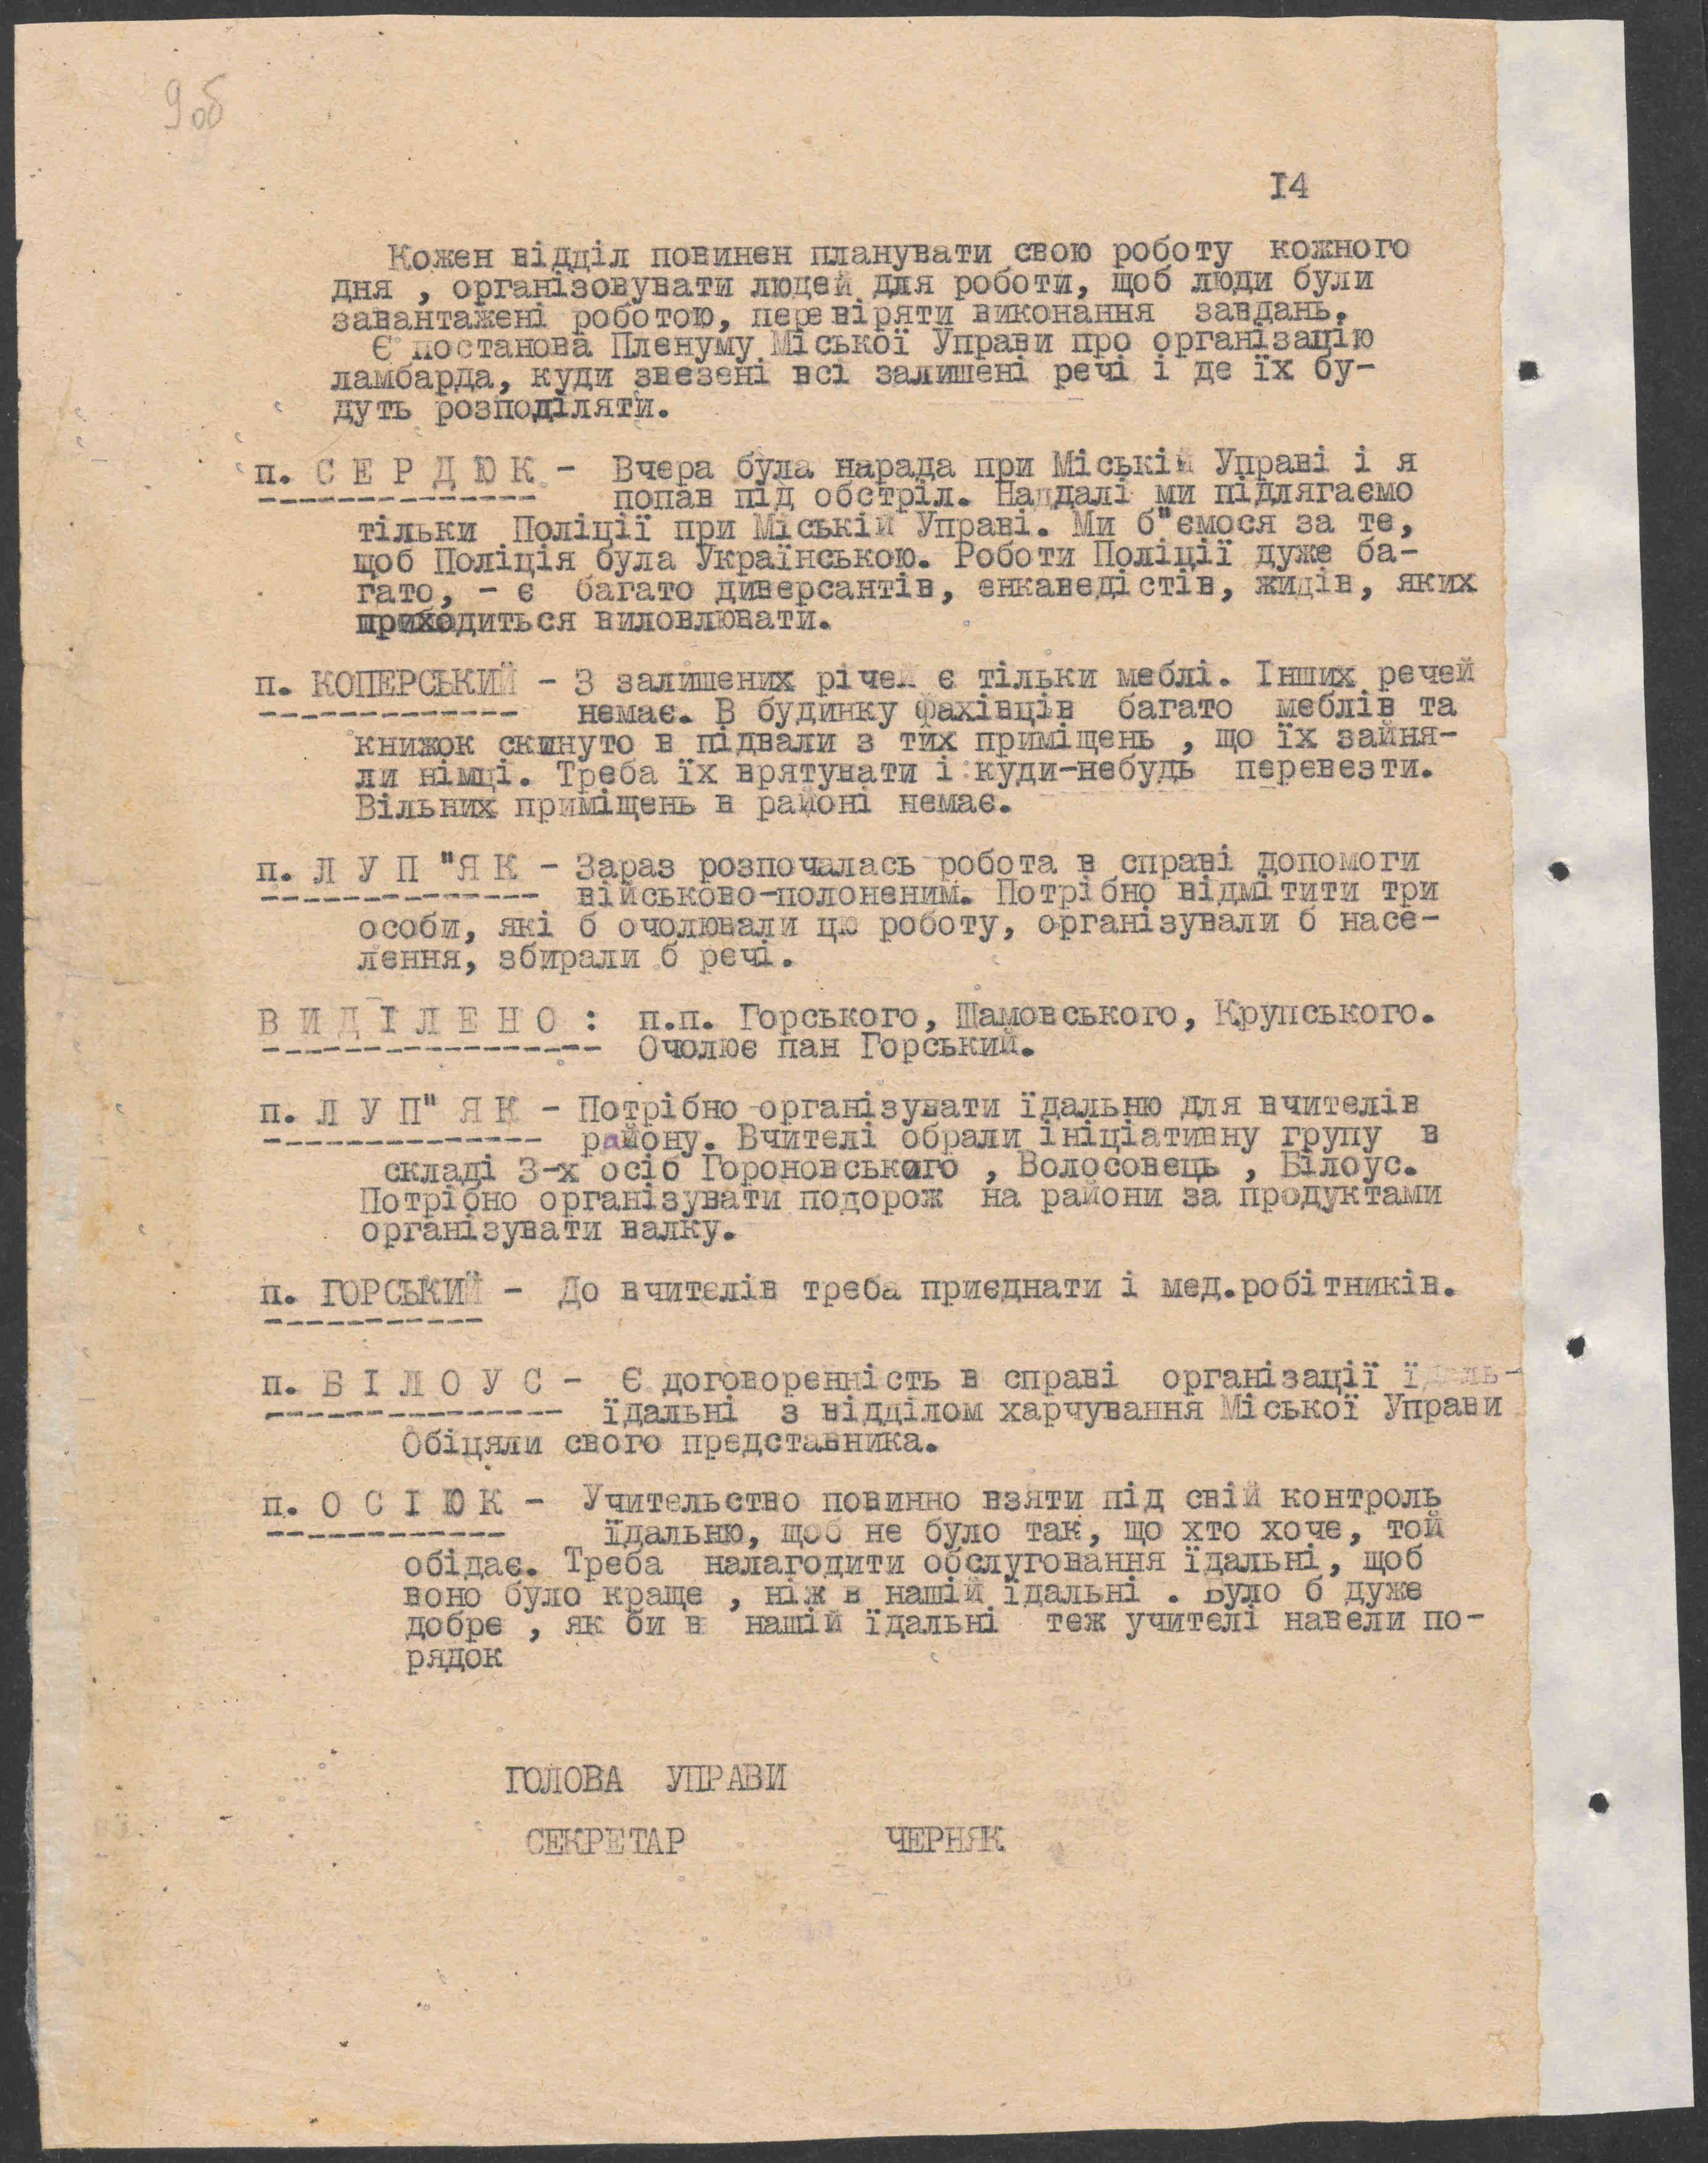 9об
I4
Кожен відділ повинен планувати свою роботу кожного
дня , організовувати людей для роботи, щоб люди були
завантажені роботою, перевіряти виконання завдань.
Є постанова Пленуму Міської Управи про організацію
ламбарда, куди звезені всі залишені речі і де їх бу-
дуть розподіляти.
п. С Е Р Д Ю К - Вчера була нарада при Міській Управі і я
попав під обстріл. Наддалі ми підлягаємо
тільки Поліції при Міській Управі. Ми б"ємося за те,
щоб Поліція була Українською. Роботи Поліції дуже ба-
гато, - є багато диверсантів, енкаведістів, жидів, яких
приходиться виловлювати.
п. КОПЕРСЬКИЙ - З залишених річей є тільки меблі. Інших речей
немає. В будинку фахівців багато меблів та
книжок скинуто в підвали з тих приміщень , що їх зайня-
ли німці. Треба їх врятувати і куди-небудь перевезти.
Вільних приміщень в районі немає.
п. Л У П "Я К - Зараз розпочалась робота в справі допомоги
військово-полоненим. Потрібно відмітити три
особи, які б очолювали цю роботу, організували б насе-
лення, збирали б речі.
В И Д І Л Е Н О : п.п. Горського, Шамовського, Крупського.
Очолює пан Горський.
п. Л У П" Я К - Потрібно організувати їдальню для вчителів
району. Вчителі обрали ініціативну групу в
складі 3-х осіб Гороновського , Волосовець , Білоус.
Потрібно організувати подорож на райони за продуктами
організувати валку.
п. ГОРСЬКИЙ - До вчителів треба приєднати і мед.робітників.
п. Б І Л О У С - Є договоренність в справі організації їдаль-
їдальні з відділом харчування Міської Управи
Обіцяли свого представника.
п. О С І Ю К - Учительство повинно взяти під свій контроль
їдальню, щоб не було так, що хто хоче, той
обідає. Треба налагодити обслуговання їдальні, щоб
воно було краще , ніж в нашій їдальні . Було б дуже
добре , як би в нашій їдальні теж учителі навели по-
рядок
ГОЛОВА УПРАВИ
СЕКРЕТАР ЧЕРНЯК